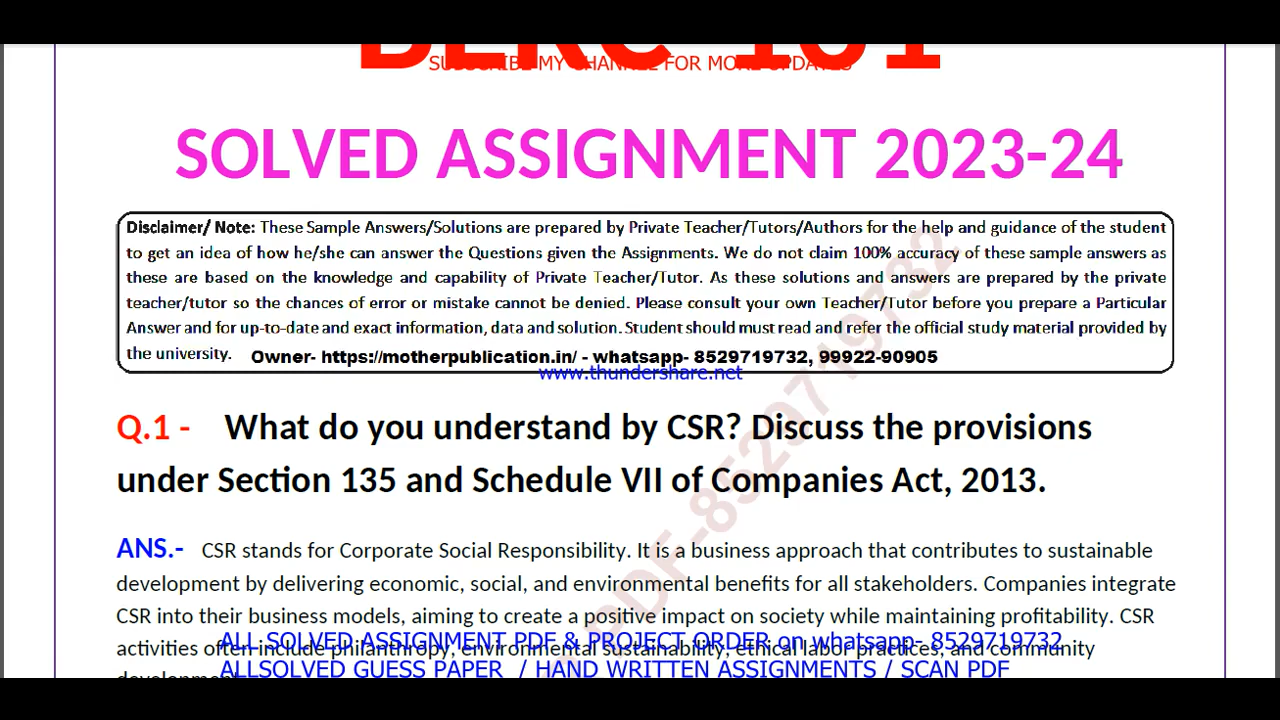 SUBSCRIBE MY CHANNEL FOR MORE UPDATES
SOLVED ASSIGNMENT 2023-24
Disclaimer/ Note: These Sample Answers/Solutions are prepared by Private Teacher/Tutors/Authors for the help and guidance of the student
to get an idea of how he/she can answer the Questions given the Assignments. We do not claim 100% accuracy of these sample answers as
these are based on the knowledge and capability of Private Teacher/Tutor. As these solutions and answers are prepared by the private
teacher/tutor so the chances of error or mistake cannot be denied. Please consult your own Teacher/Tutor before you prepare a Particular
Answer and for up-to-date and exact information, data and solution. Student should must read and refer the official study material provided by
the university. Owner- https://motherpublication.in/ - whatsapp- 8529719732, 99922-90905
www.thundershare.net
Q.1 - What do you understand by CSR? Discuss the provisions
under Section 135 and Schedule VII of Companies Act, 2013.
ANS.- CSR stands for Corporate Social Responsibility. It is a business approach that contributes to sustainable
development by delivering economic, social, and environmental benefits for all stakeholders. Companies integrate
CSR into their business models, aiming to create a positive impact on society while maintaining profitability. CSR
activities often include philanthropy, environmental sustainability, ethical labor practices, and community
ALL SOLVED ASSIGNMENT PDF & PROJECT ORDER on whatsapp- 8529719732
ALLSOLVED GUESS PAPER / HAND WRITTEN ASSIGNMENTS / SCAN PDF
PDF-8529719732